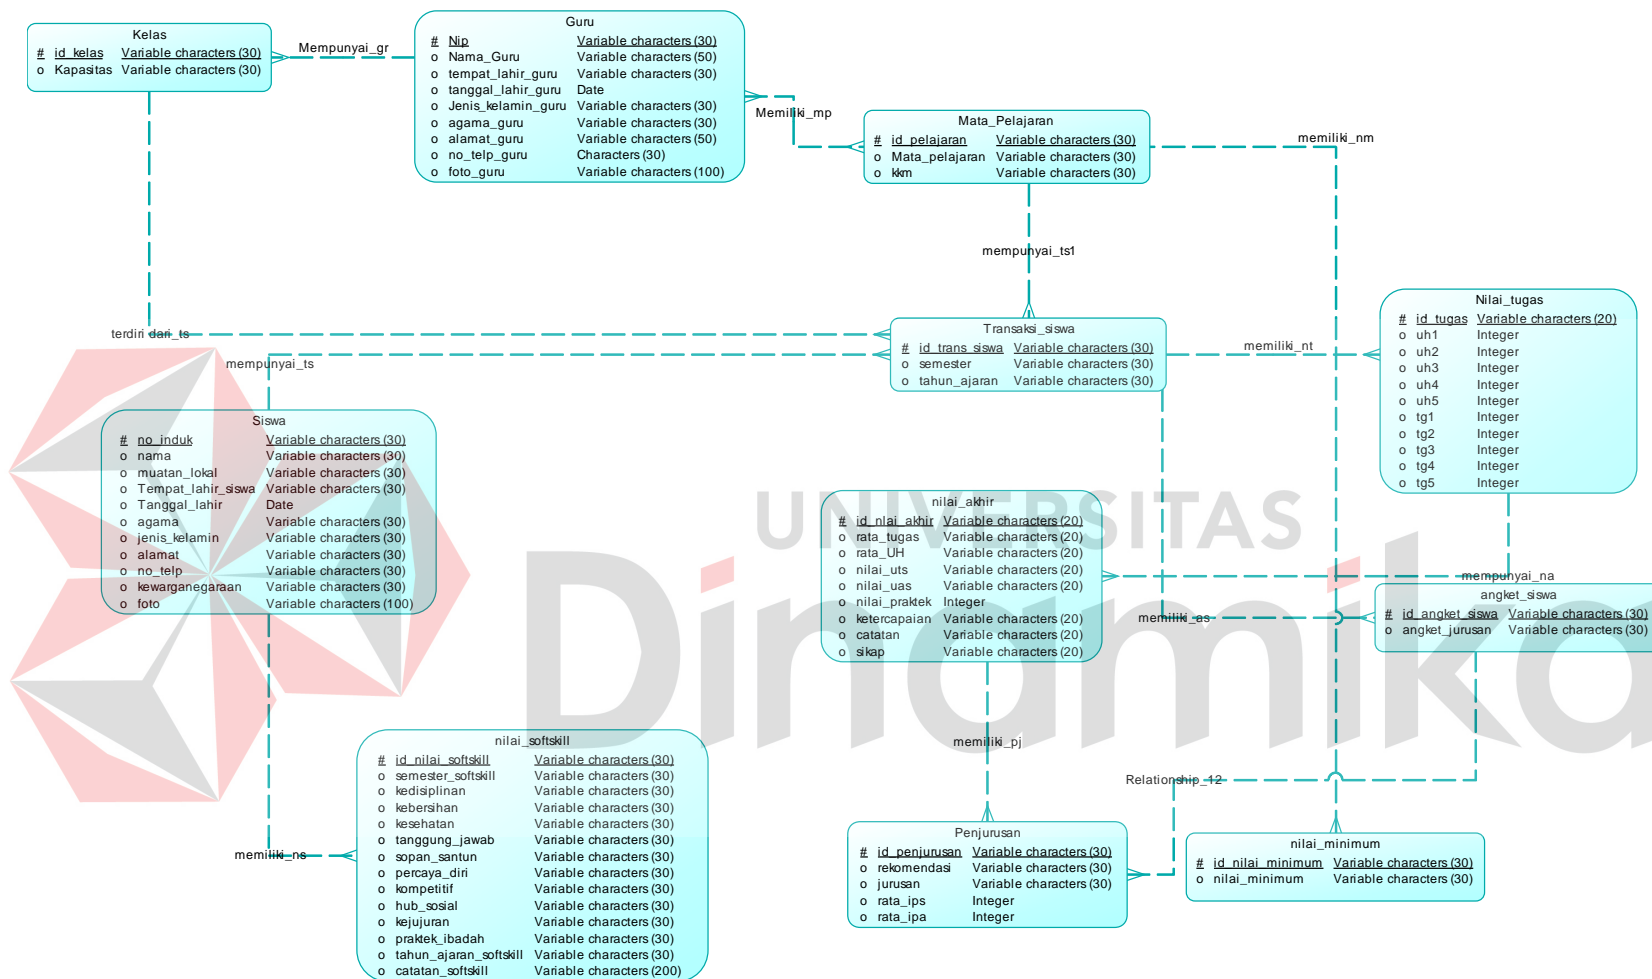 Kelas
# id_kelas Variable characters (30)
o Kapasitas Variable characters (30)
Mempunyai_gr
Guru
# Nip Variable characters (30)
o Nama_Guru Variable characters (50)
o tempat_lahir_guru Variable characters (30)
o tanggal_lahir_guru Date
o Jenis_kelamin_guru Variable characters (30)
o agama_guru Variable characters (30)
o alamat_guru Variable characters (50)
o no_telp_guru Characters (30)
o foto_guru Variable characters (100)
Memiliki_mp
Mata_Pelajaran
# id_pelajaran Variable characters (30)
o Mata_pelajaran Variable characters (30)
o kkm Variable characters (30)
memiliki_nm
mempunyai_ts1
terdiri dari_ts
mempunyai_ts
Transaksi_siswa
# id_trans_siswa Variable characters (30)
o semester Variable characters (30)
o tahun_ajaran Variable characters (30)
memiliki_nt
Nilai_tugas
# id_tugas Variable characters (20)
o uh1 Integer
o uh2 Integer
o uh3 Integer
o uh4 Integer
o uh5 Integer
o tg1 Integer
o tg2 Integer
o tg3 Integer
o tg4 Integer
o tg5 Integer
Siswa
# no_induk Variable characters (30)
o nama Variable characters (30)
o muatan_lokal Variable characters (30)
o Tempat_lahir_siswa Variable characters (30)
o Tanggal_lahir Date
o agama Variable characters (30)
o jenis_kelamin Variable characters (30)
o alamat Variable characters (30)
o no_telp Variable characters (30)
o kewarganegaraan Variable characters (30)
o foto Variable characters (100)
UNIVERSITAS
Dinamika
nilai_akhir
# id_nlai_akhir Variable characters (20)
o rata_tugas Variable characters (20)
o rata_UH Variable characters (20)
o nilai_uts Variable characters (20)
o nilai_uas Variable characters (20)
o nilai_praktek Integer
o ketercapaian Variable characters (20)
o catatan Variable characters (20)
o sikap Variable characters (20)
mempunyai_na
memiliki_as
angket_siswa
# id_angket_siswa Variable characters (30)
o angket_jurusan Variable characters (30)
memiliki_ns
nilai_softskill
# id_nilai_softskill Variable characters (30)
o semester_softskill Variable characters (30)
o kedisiplinan Variable characters (30)
o kebersihan Variable characters (30)
o kesehatan Variable characters (30)
o tanggung_jawab Variable characters (30)
o sopan_santun Variable characters (30)
o percaya_diri Variable characters (30)
o kompetitif Variable characters (30)
o hub_sosial Variable characters (30)
o kejujuran Variable characters (30)
o praktek_ibadah Variable characters (30)
o tahun_ajaran_softskill Variable characters (30)
o catatan_softskill Variable characters (200)
memiliki_pj
Relationship_12
Penjurusan
# id_penjurusan Variable characters (30)
o rekomendasi Variable characters (30)
o jurusan Variable characters (30)
o rata_ips Integer
o rata_ipa Integer
nilai_minimum
# id_nilai_minimum Variable characters (30)
o nilai_minimum Variable characters (30)